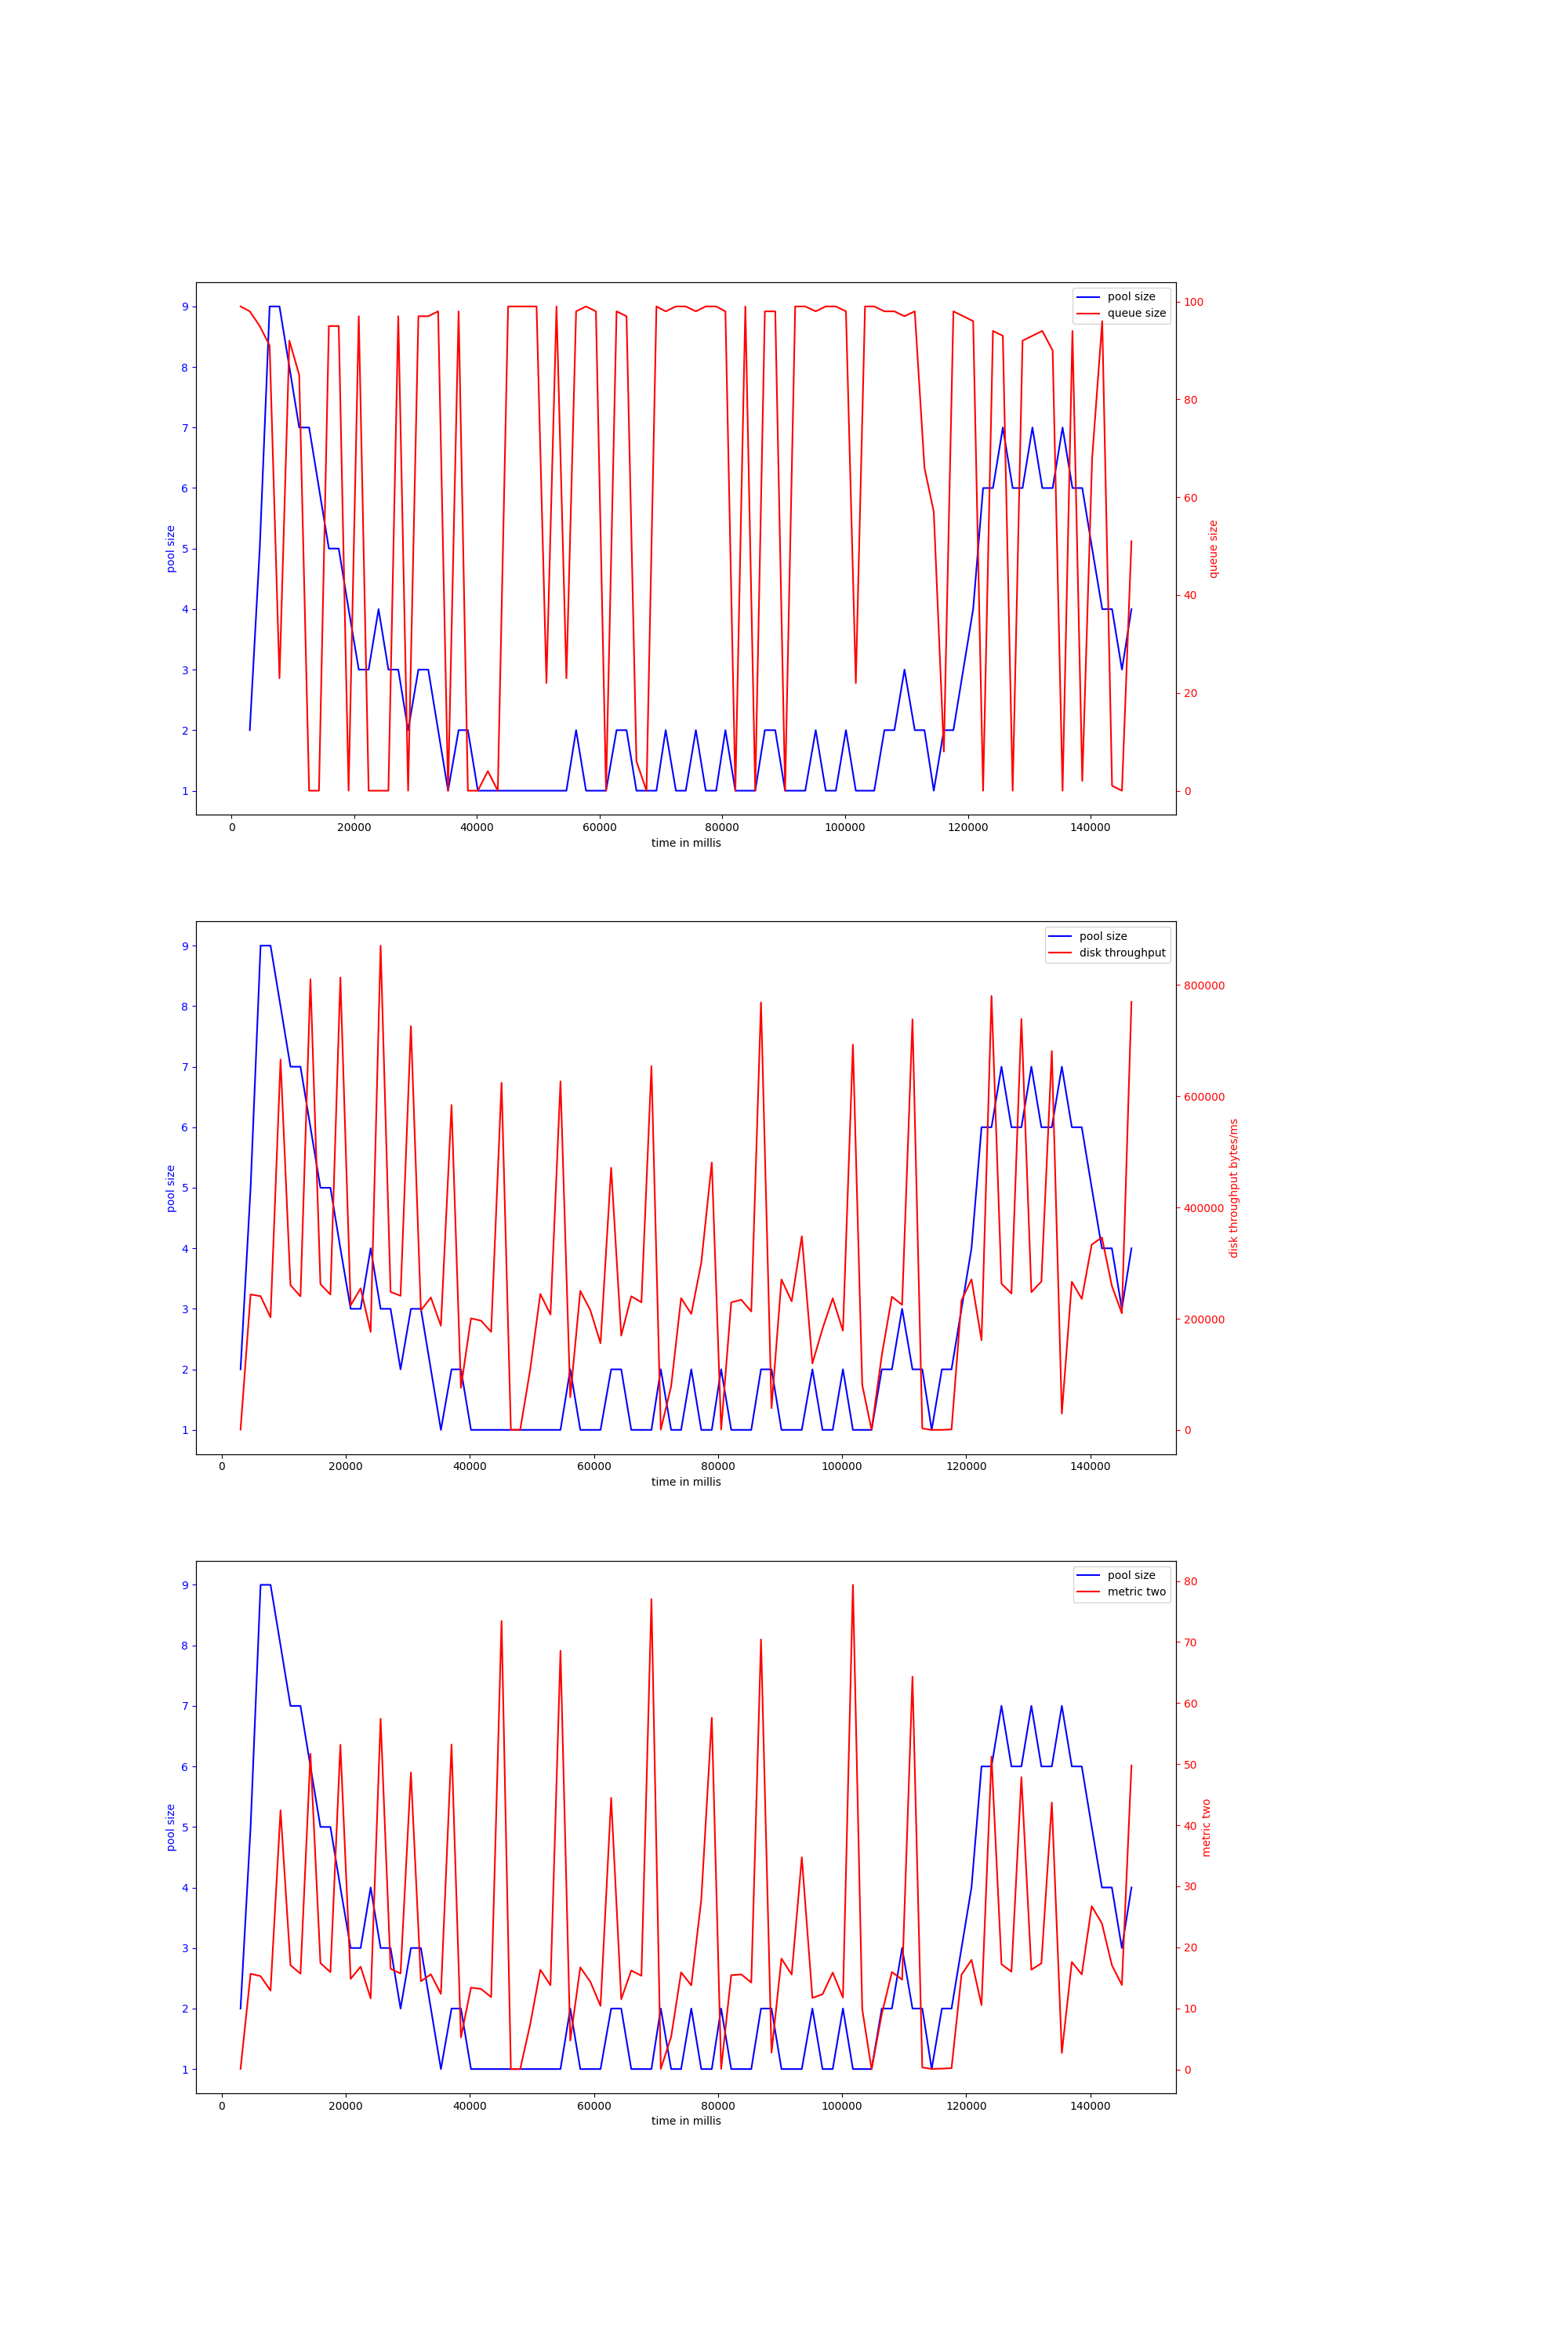 pool size
queue size
9
8
7
6
5
4
3
2
1
pool size
100
80
60
40
20
0
queue size
0 20000 40000 60000 80000 100000 120000 140000
time in millis
pool size
disk throughput
9
8
7
6
5
4
3
2
1
pool size
800000
600000
400000
200000
0
disk throughput bytes/ms
0 20000 40000 60000 80000 100000 120000 140000
time in millis
pool size
metric two
9
8
7
6
5
4
3
2
1
pool size
80
70
60
50
40
30
20
10
0
metric two
0 20000 40000 60000 80000 100000 120000 140000
time in millis